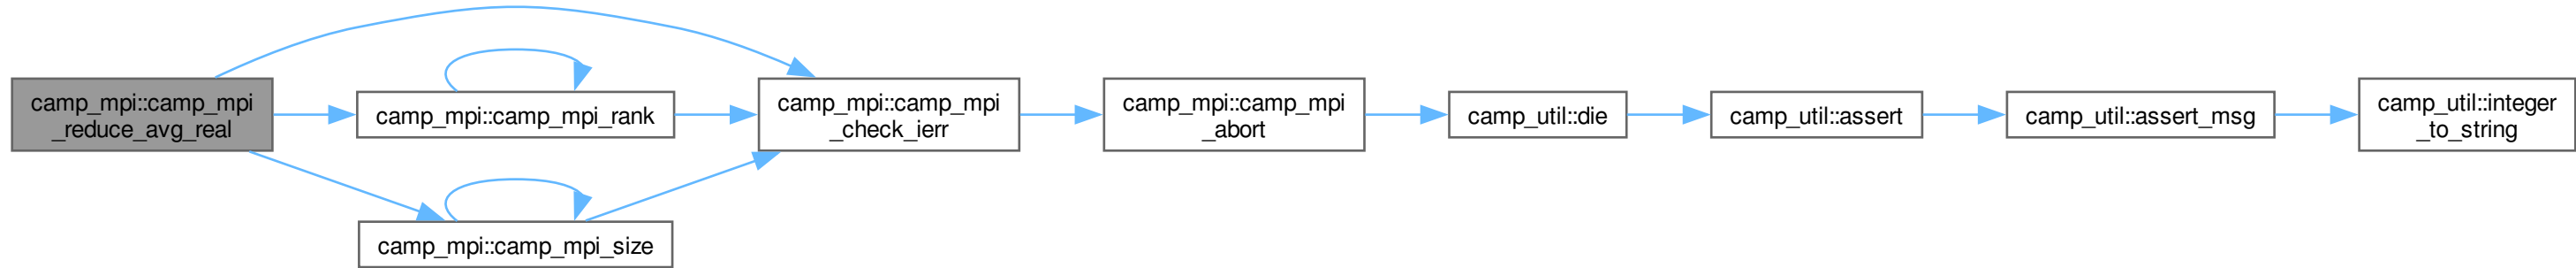 camp_mpi::camp_mpi
_reduce_avg_real
camp_mpi::camp_mpi_rank
camp_mpi::camp_mpi_size
camp_mpi::camp_mpi
_check_ierr
camp_mpi::camp_mpi
_abort
camp_util::die
camp_util::assert
camp_util::assert_msg
camp_util::integer
_to_string